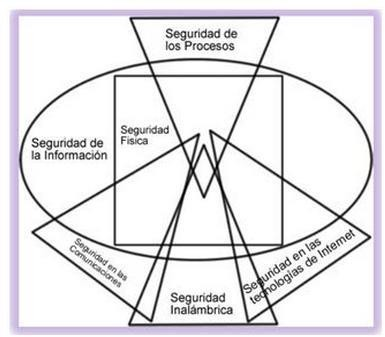 Seguridad de
los Procesos
Seguridad de
la Información
Seguridad
Fisica
Seguridad en las
Comunicaciones
Seguridad
Inalámbrica
Seguridad en las
tecnologías de Internet